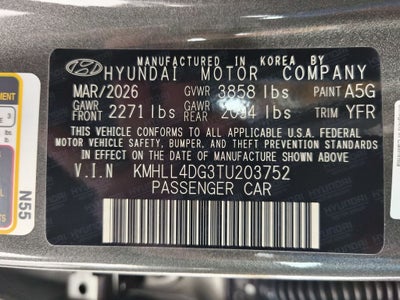 MANUFACTURED IN KOREA BY
HYUNDAI MOTOR COMPANY
MAR/2026 GVWR 3858 lbs PAINT A5G
GAWR FRONT 2271 lbs GAWR REAR lbs TRIM YFR
THIS VEHICLE CONFORMS TO ALL APPLICABLE U.S.A. FEDERAL
MOTOR VEHICLE SAFETY, BUMPER, AND THEFT PREVENTION STANDARDS
IN EFFECT ON THE DATE OF MANUFACTURE SHOWN ABOVE.
V.I.N KMHLL4DG3TU203752
PASSENGER CAR
N55